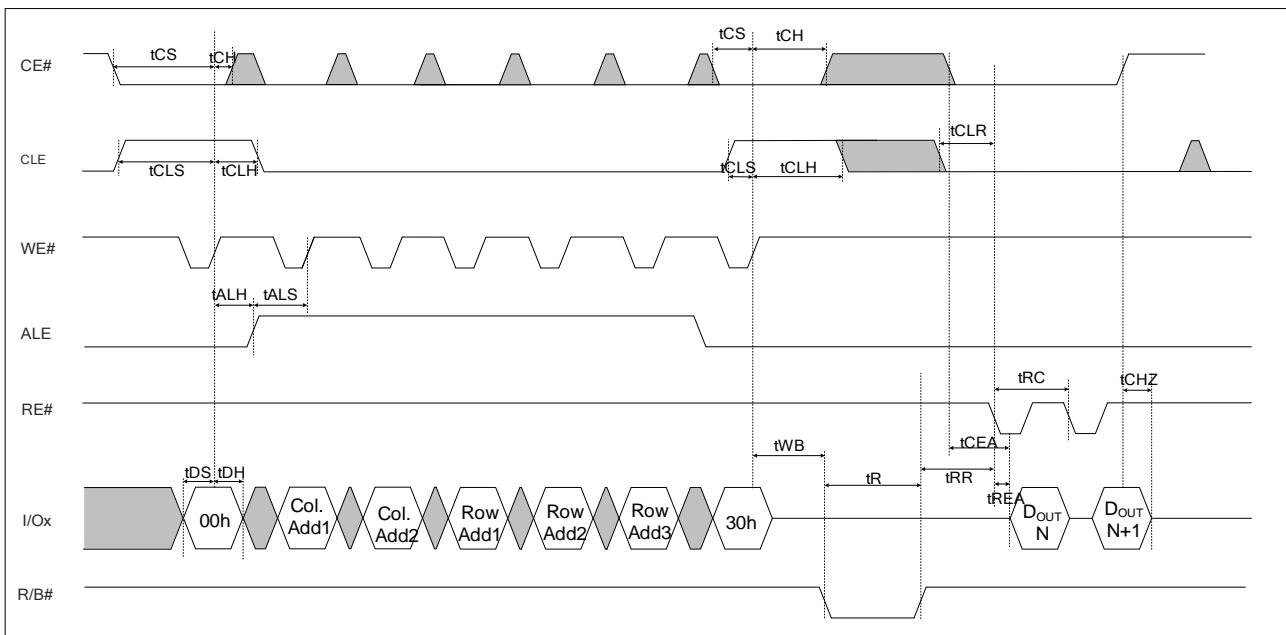 tCS
tCH
tCS
tCH
CE#
tCLR
CLE
tCLS
tCLH
tCLS
tCLH
WE#
tALH
tALS
ALE
tRC
tCHZ
RE#
tCEA
tWB
tDS
tDH
tR
tRR
tREA
I/Ox
00h
Col.
Add1
Col.
Add2
Row
Add1
Row
Add2
Row
Add3
30h
DOUT
N
DOUT
N+1
R/B#